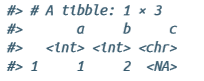 #> # A tibble: 1 × 3
#> a b c
#> <int> <int> <chr>
#> 1 1 2 <NA>